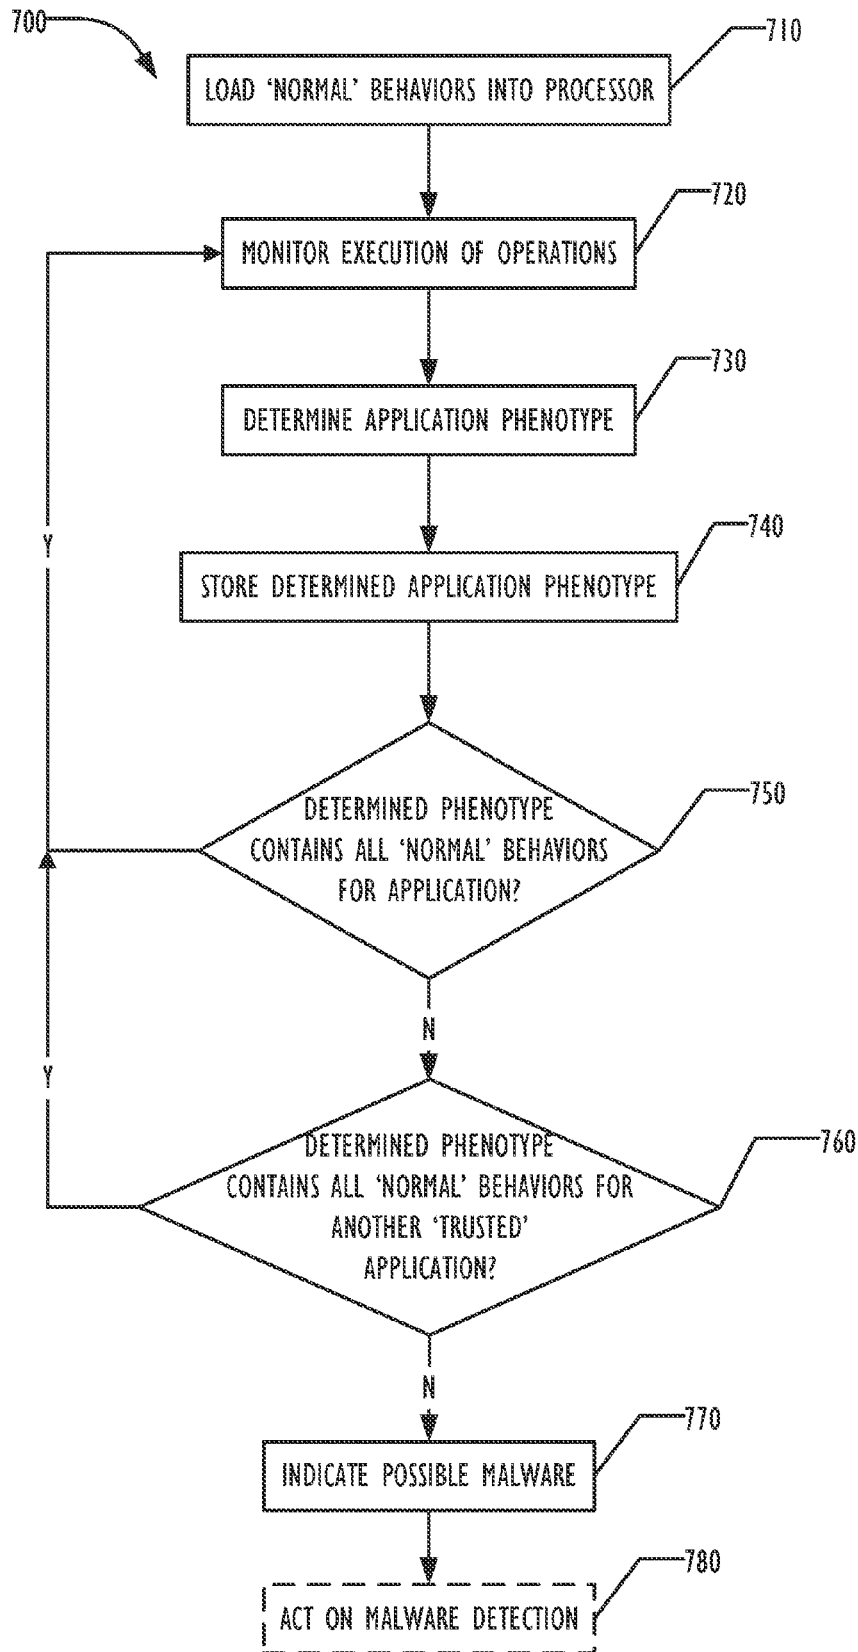 700
710
LOAD ‘NORMAL’ BEHAVIORS INTO PROCESSOR
720
MONITOR EXECUTION OF OPERATIONS
730
DETERMINE APPLICATION PHENOTYPE
740
Y
STORE DETERMINED APPLICATION PHENOTYPE
750
DETERMINED PHENOTYPE
CONTAINS ALL ‘NORMAL’ BEHAVIORS
FOR APPLICATION?
N
Y
760
DETERMINED PHENOTYPE
CONTAINS ALL ‘NORMAL’ BEHAVIORS FOR
ANOTHER ‘TRUSTED’
APPLICATION?
N
770
INDICATE POSSIBLE MALWARE
780
ACT ON MALWARE DETECTION